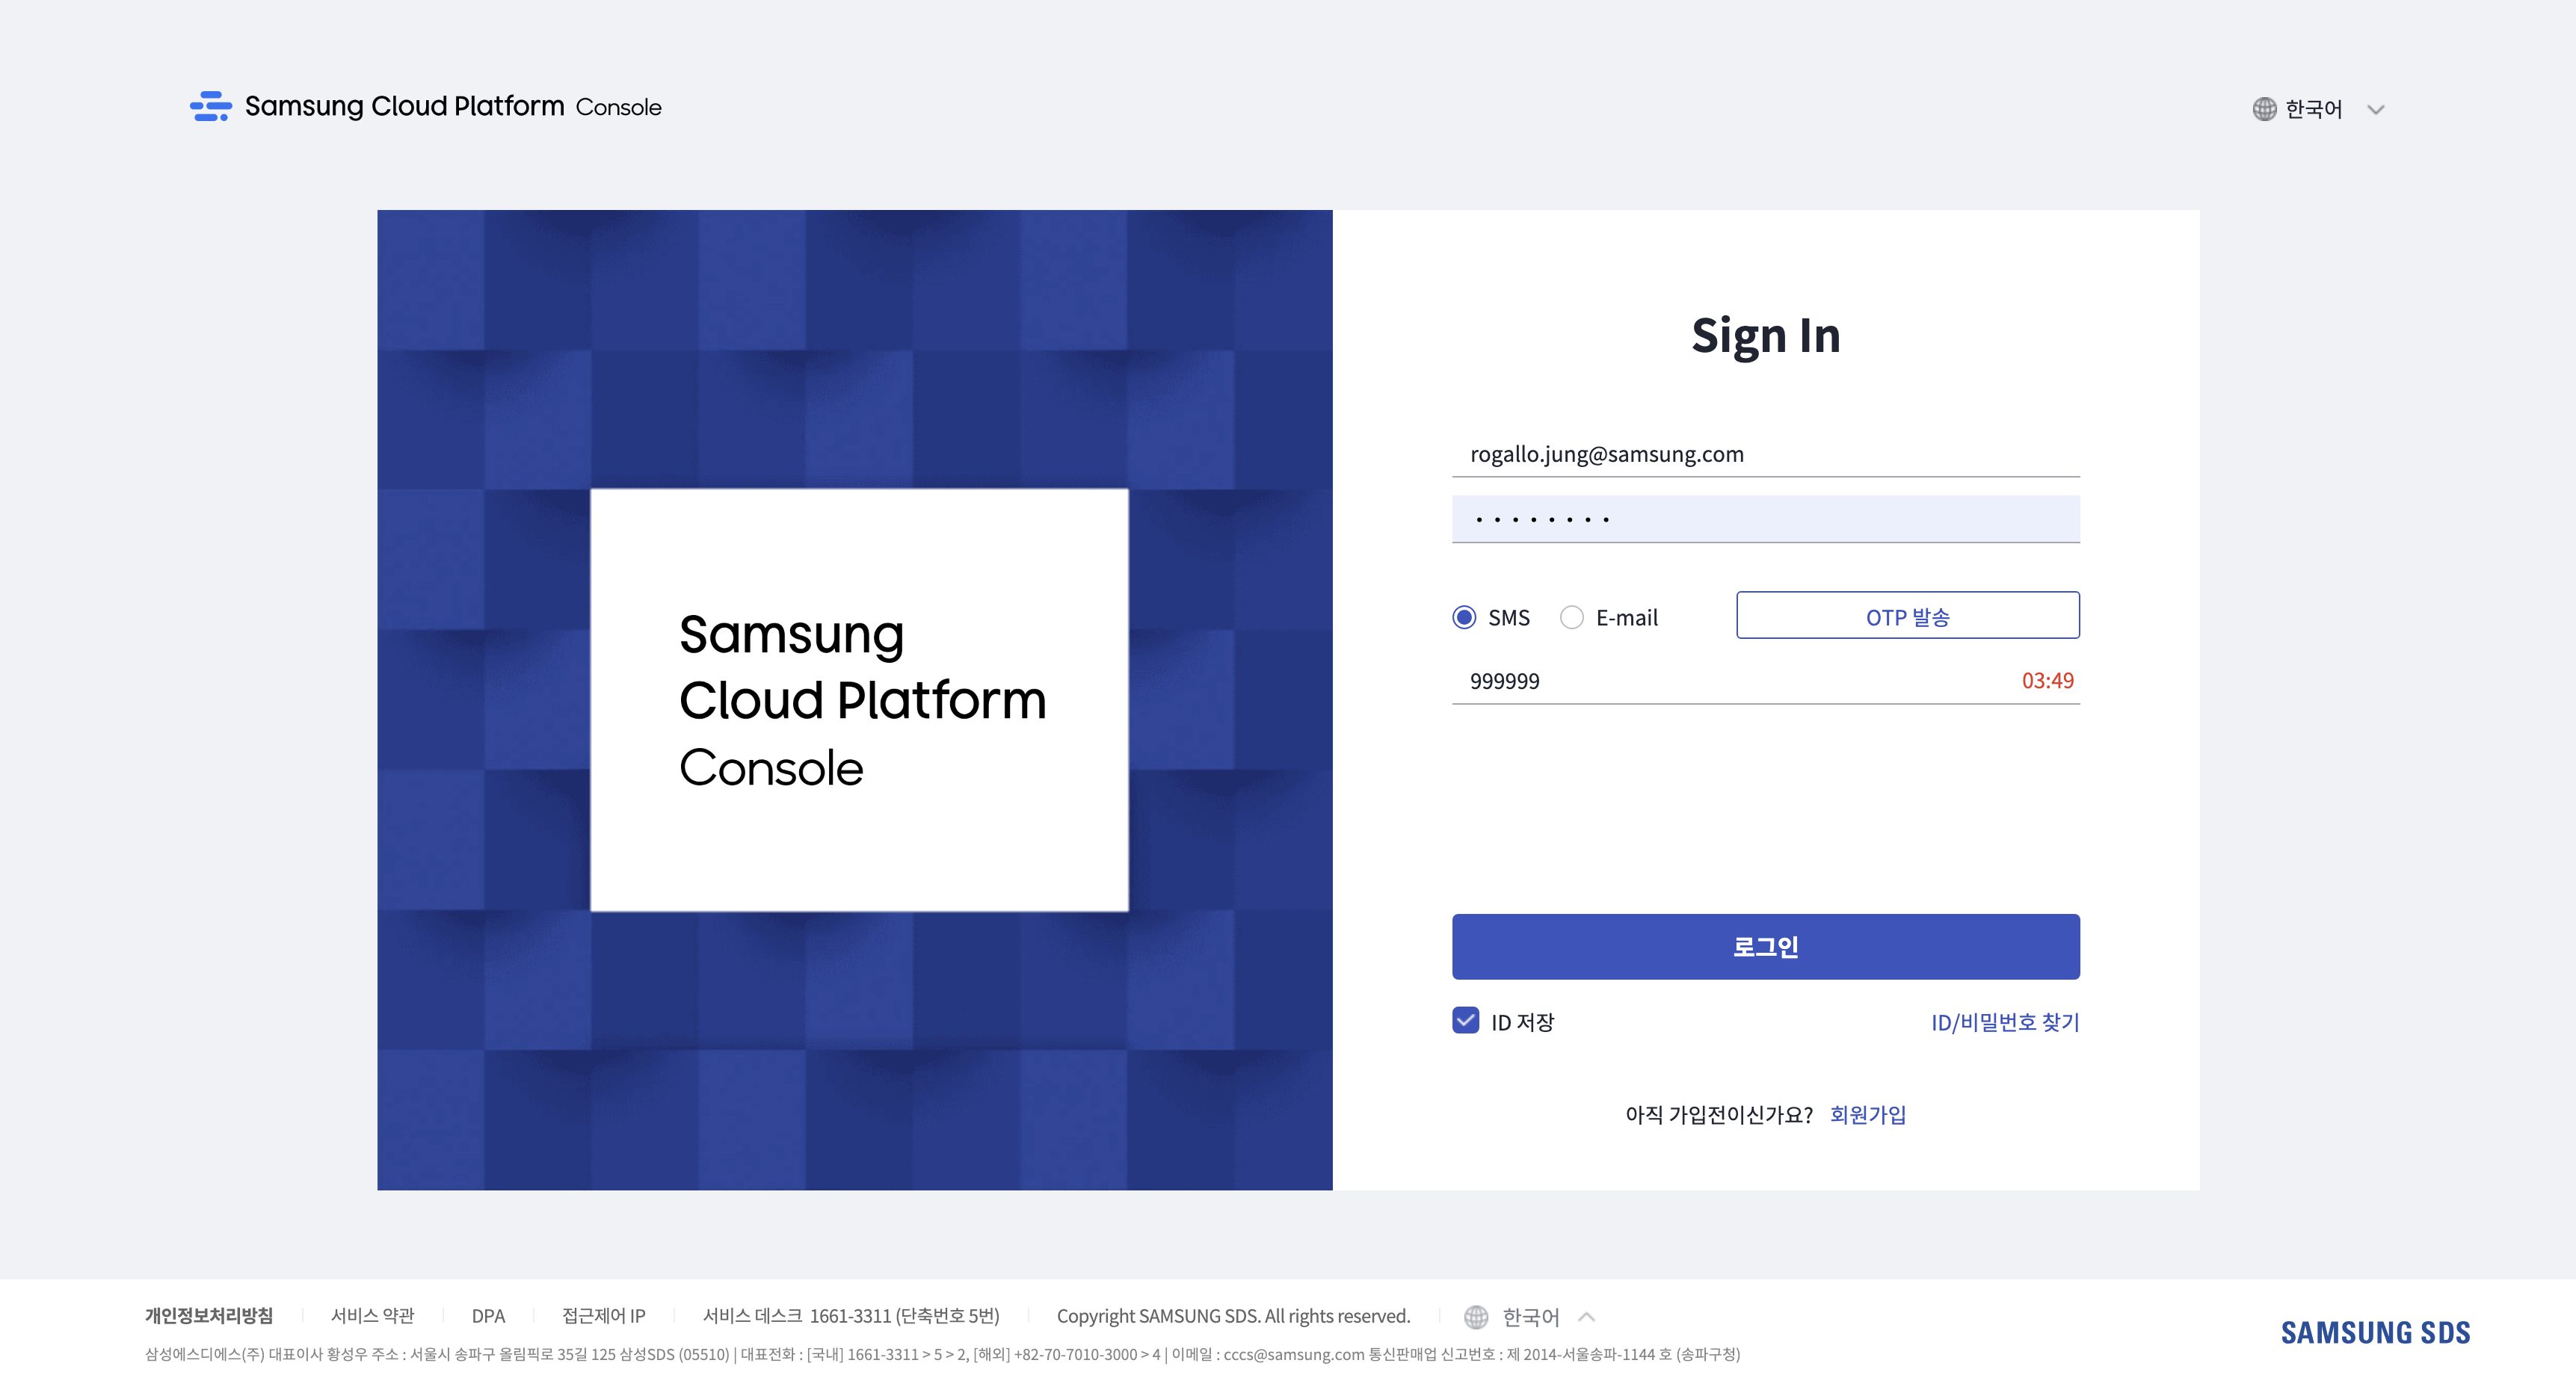 Samsung Cloud Platform Console
한국어
Samsung
Cloud Platform
Console
Sign In
rogallo.jung@samsung.com
SMS E-mail OTP 발송
999999 03:49
로그인
ID 저장 ID/비밀번호 찾기
아직 가입전이신가요? 회원가입
개인정보처리방침 서비스 약관 DPA 접근제어 IP 서비스 데스크 1661-3311 (단축번호 5번) Copyright SAMSUNG SDS. All rights reserved. 한국어
삼성에스디에스(주) 대표이사 황성우 주소 : 서울시 송파구 올림픽로 35길 125 삼성SDS (05510) | 대표전화 : [국내] 1661-3311 > 5 > 2, [해외] +82-70-7010-3000 > 4 | 이메일 : cccs@samsung.com 통신판매업 신고번호 : 제 2014-서울송파-1144 호 (송파구청)
SAMSUNG SDS